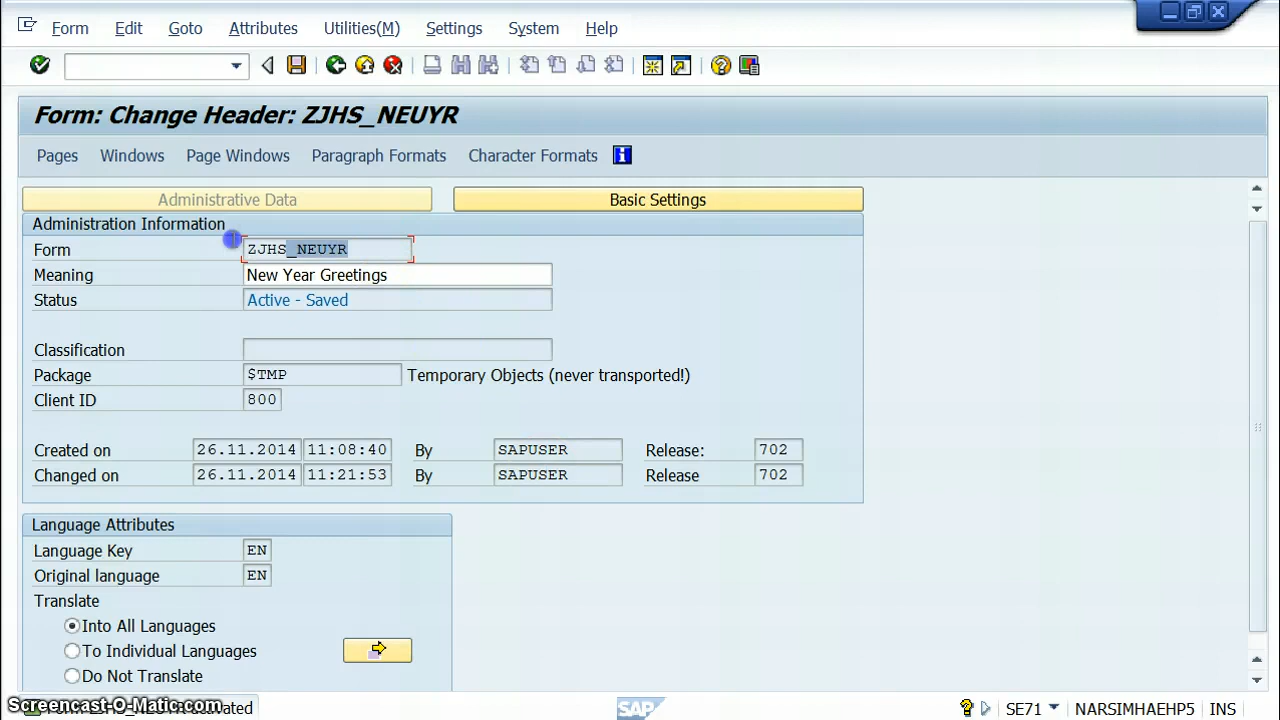 Form Edit Goto Attributes Utilities(M) Settings System Help
Form: Change Header: ZJHS_NEUYR
Pages Windows Page Windows Paragraph Formats Character Formats
Administrative Data Basic Settings
Administration Information
Form ZJHS_NEUYR
Meaning New Year Greetings
Status Active - Saved
Classification
Package $TMP Temporary Objects (never transported!)
Client ID 800
Created on 26.11.2014 11:08:40 By SAPUSER Release: 702
Changed on 26.11.2014 11:21:53 By SAPUSER Release 702
Language Attributes
Language Key EN
Original language EN
Translate
Into All Languages
To Individual Languages
Do Not Translate
Screencast-O-Matic.com
SAP SE71 NARSIMHAEHP5 INS